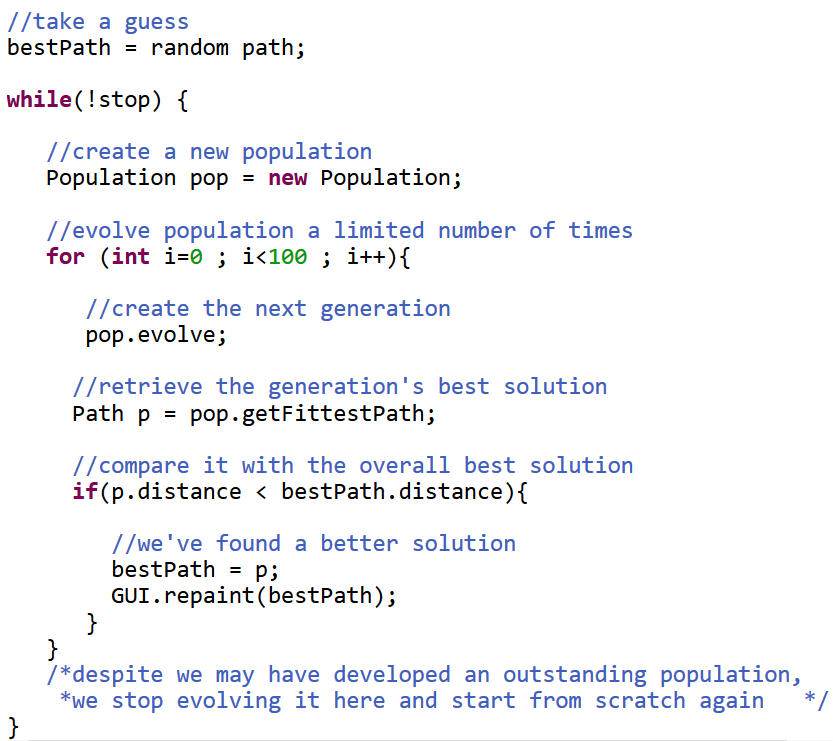 //take a guess
bestPath = random path;
while(!stop) {
//create a new population
Population pop = new Population;
//evolve population a limited number of times
for (int i=0 ; i<100 ; i++){
//create the next generation
pop.evolve;
//retrieve the generation's best solution
Path p = pop.getFittestPath;
//compare it with the overall best solution
if(p.distance < bestPath.distance){
//we've found a better solution
bestPath = p;
GUI.repaint(bestPath);
}
}
/*despite we may have developed an outstanding population,
*we stop evolving it here and start from scratch again */
}